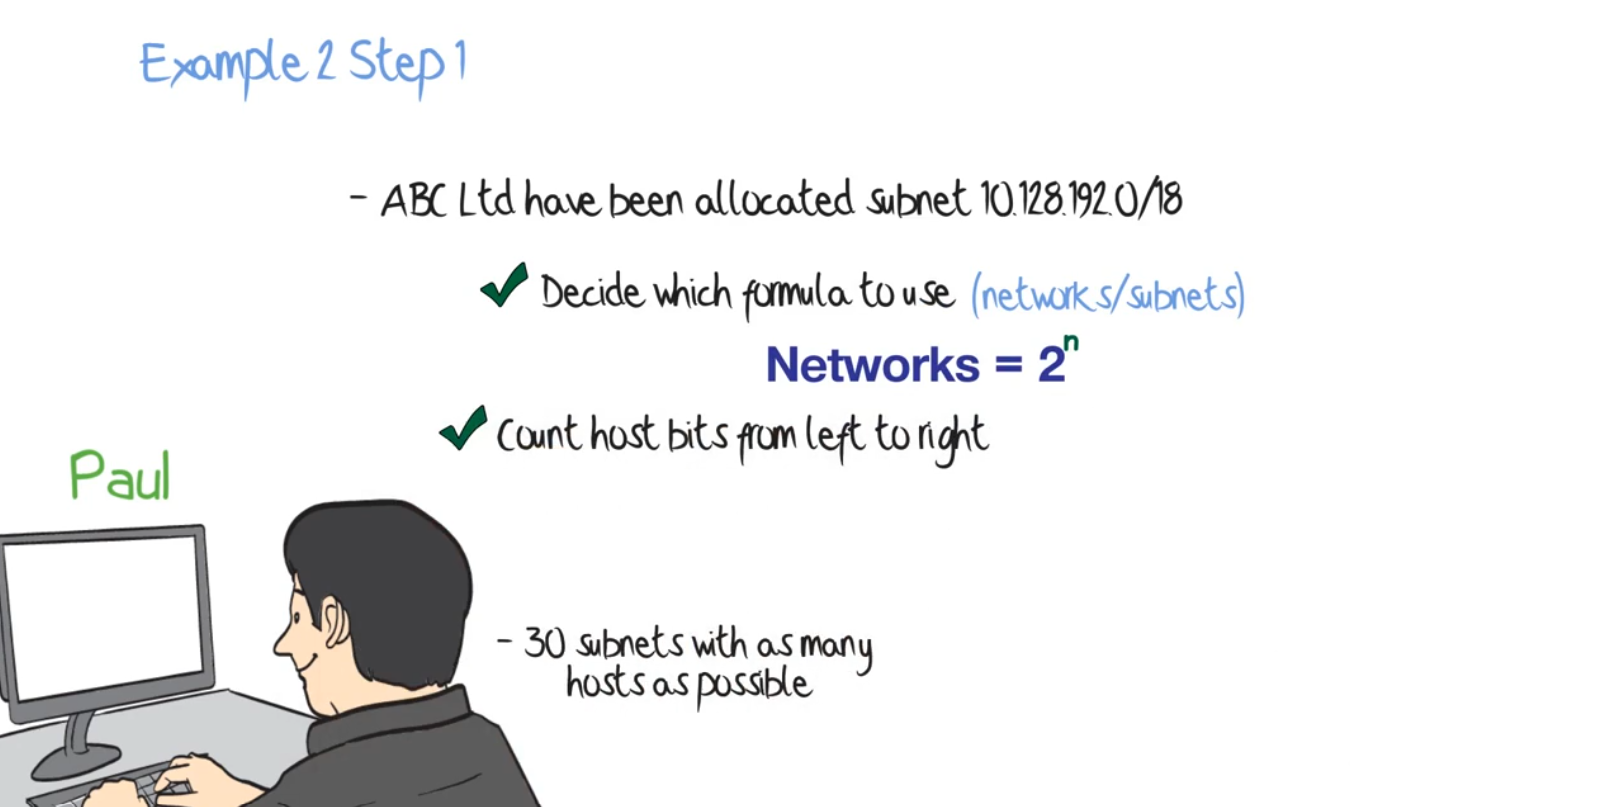 Example 2 Step 1
- ABC Ltd have been allocated subnet 10.128.192.0/18
✔ Decide which formula to use (networks/subnets)
Networks = 2ⁿ
✔ Count host bits from left to right
Paul
- 30 subnets with as many
hosts as possible